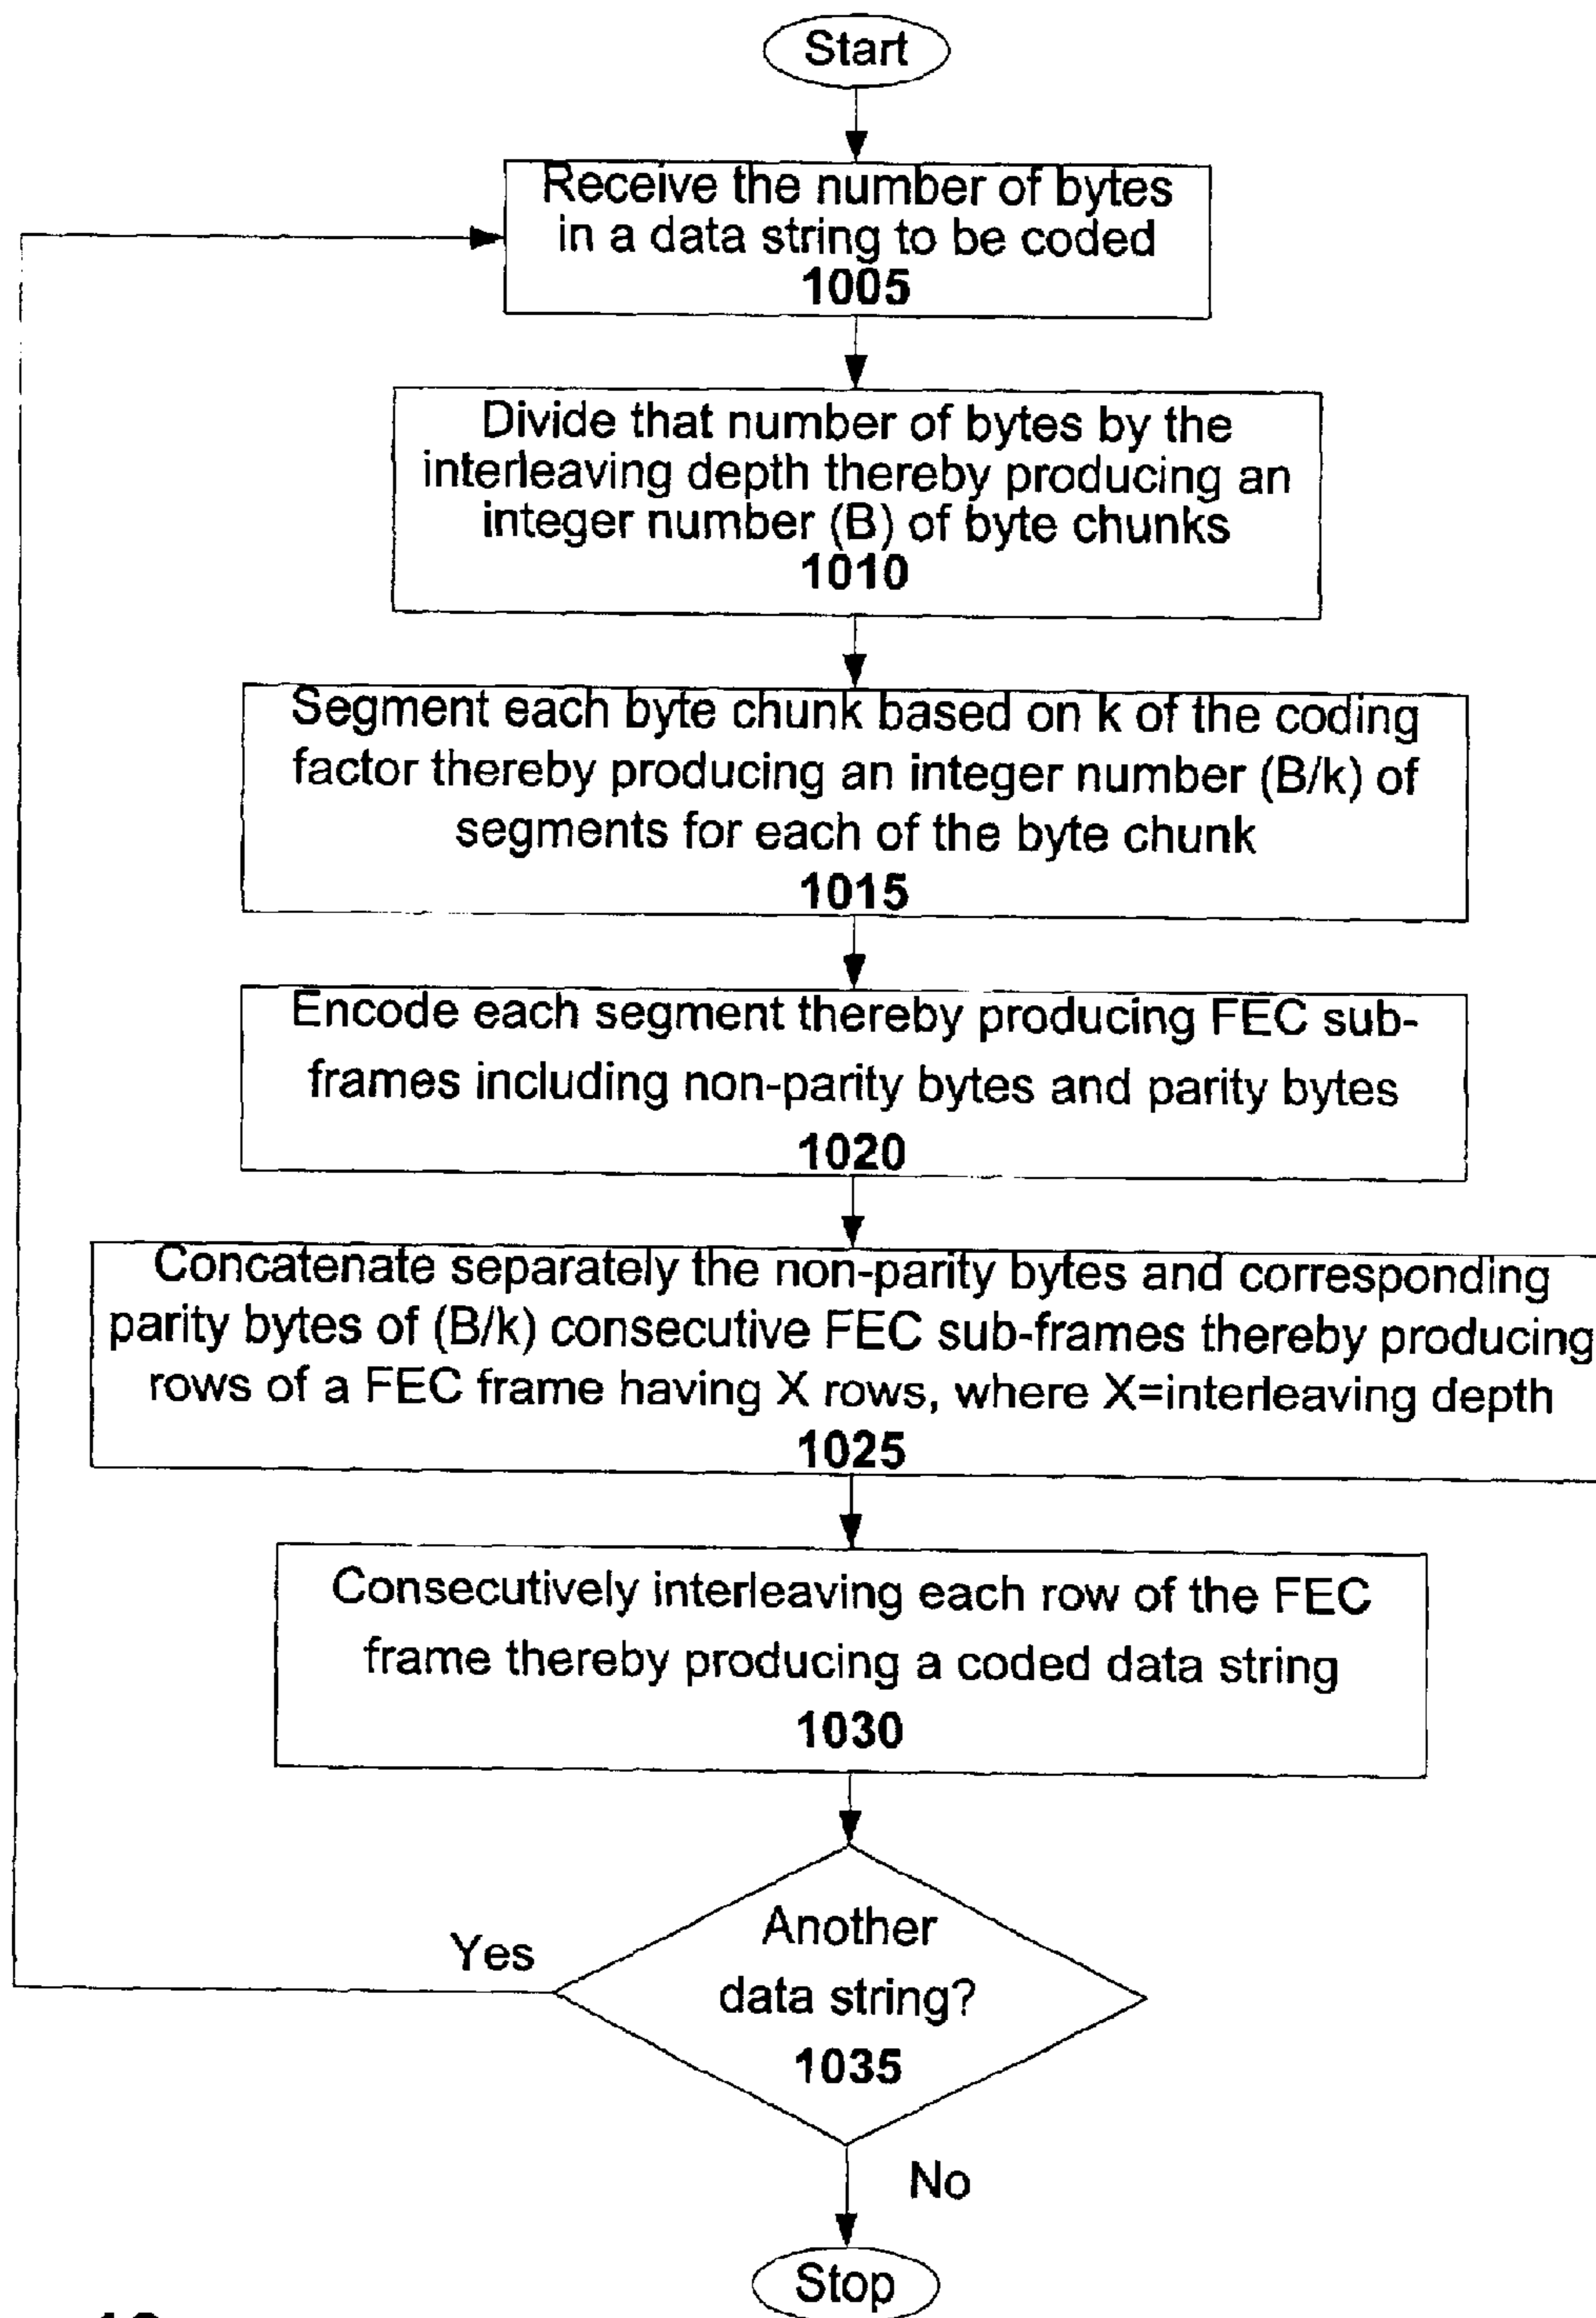 Start
Receive the number of bytes
in a data string to be coded
1005
Divide that number of bytes by the
interleaving depth thereby producing an
integer number (B) of byte chunks
1010
Segment each byte chunk based on k of the coding
factor thereby producing an integer number (B/k) of
segments for each of the byte chunk
1015
Encode each segment thereby producing FEC sub-
frames including non-parity bytes and parity bytes
1020
Concatenate separately the non-parity bytes and corresponding
parity bytes of (B/k) consecutive FEC sub-frames thereby producing
rows of a FEC frame having X rows, where X=interleaving depth
1025
Consecutively interleaving each row of the FEC
frame thereby producing a coded data string
1030
Another
data string?
1035
Yes
No
Stop